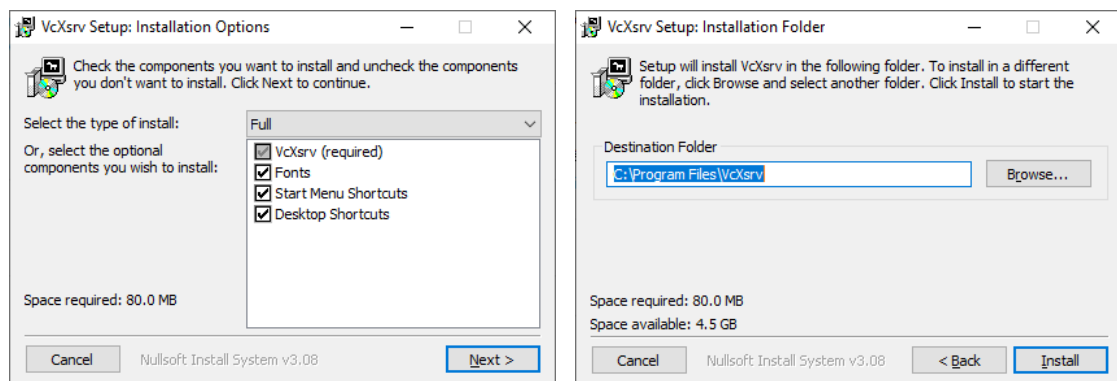 VcXsrv Setup: Installation Options
Check the components you want to install and uncheck the components
you don't want to install. Click Next to continue.
Select the type of install:
Full
Or, select the optional
components you wish to install:
VcXsrv (required)
Fonts
Start Menu Shortcuts
Desktop Shortcuts
Space required: 80.0 MB
Cancel
Nullsoft Install System v3.08
Next >
VcXsrv Setup: Installation Folder
Setup will install VcXsrv in the following folder. To install in a different
folder, click Browse and select another folder. Click Install to start the
installation.
Destination Folder
C:\Program Files\VcXsrv
Browse...
Space required: 80.0 MB
Space available: 4.5 GB
Cancel
Nullsoft Install System v3.08
< Back
Install